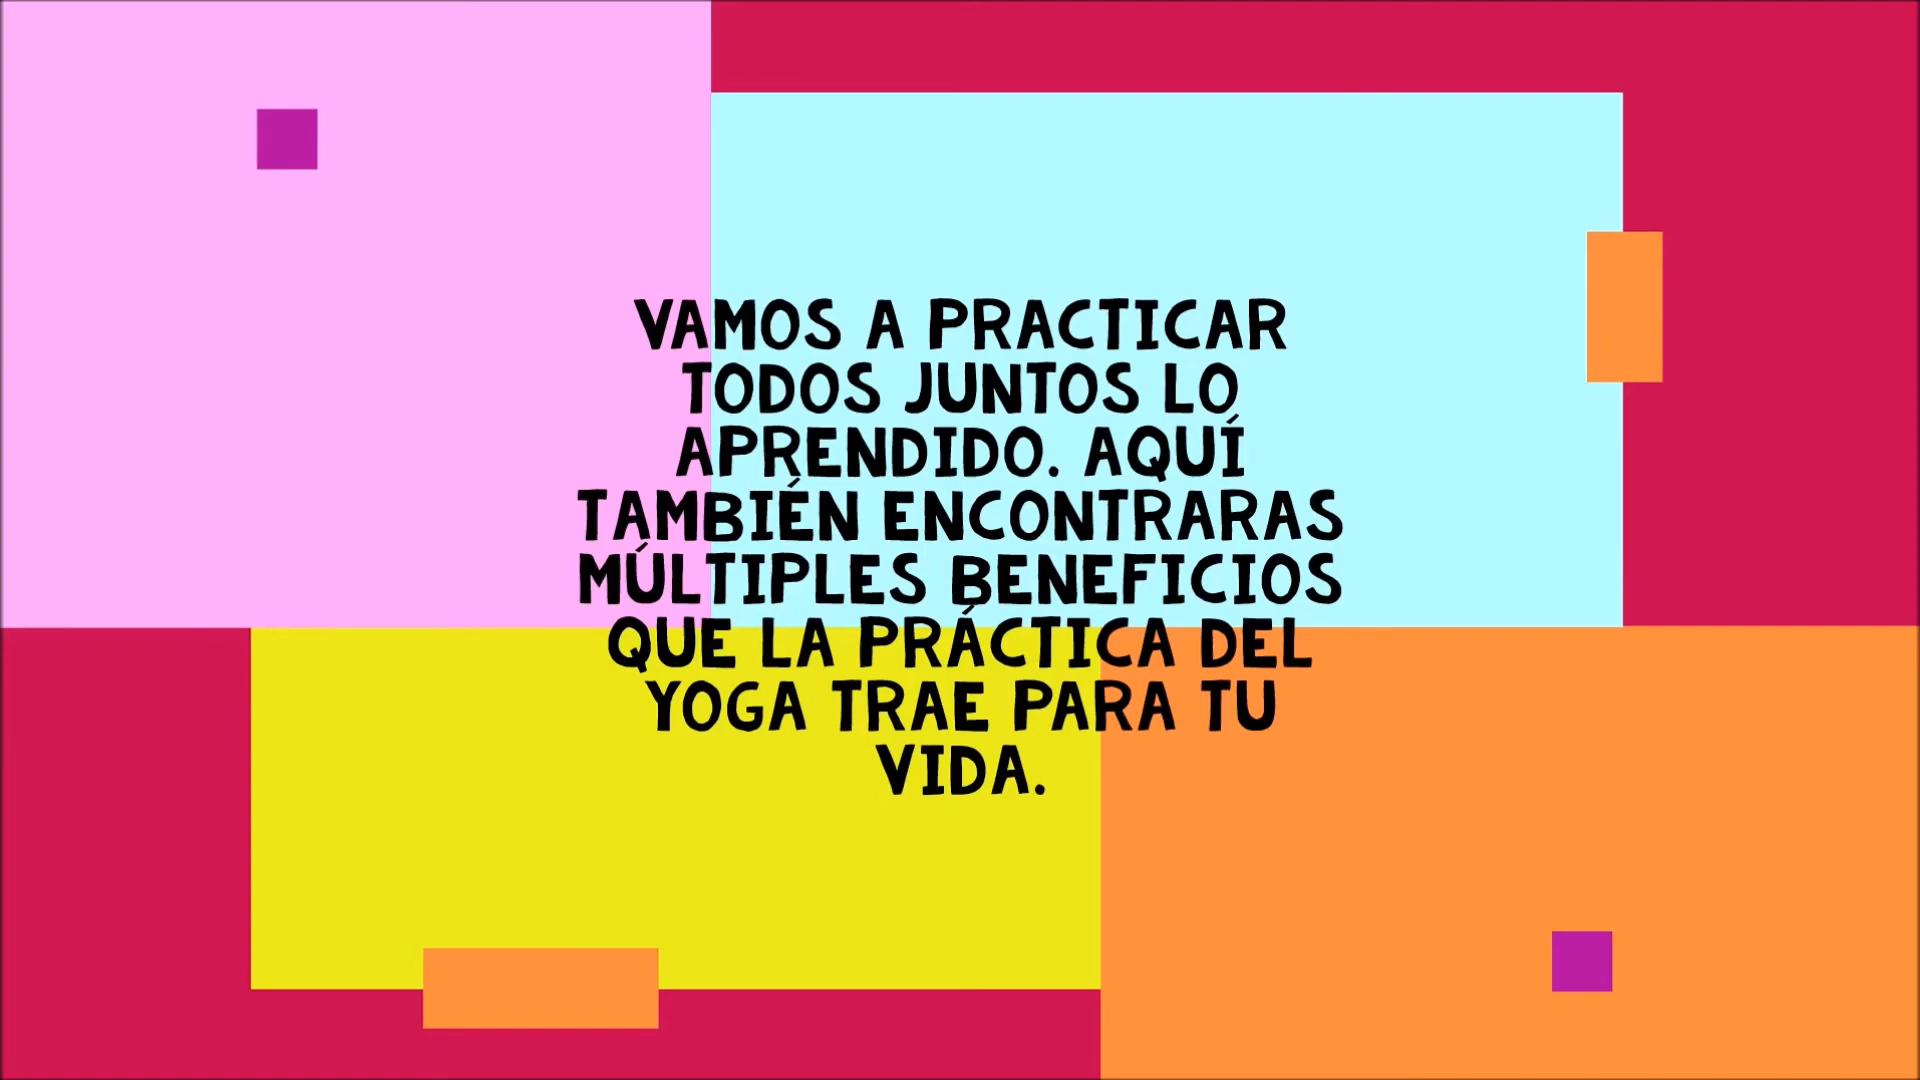 VAMOS A PRACTICAR
TODOS JUNTOS LO
APRENDIDO. AQUÍ
TAMBIÉN ENCONTRARAS
MÚLTIPLES BENEFICIOS
QUE LA PRÁCTICA DEL
YOGA TRAE PARA TU
VIDA.